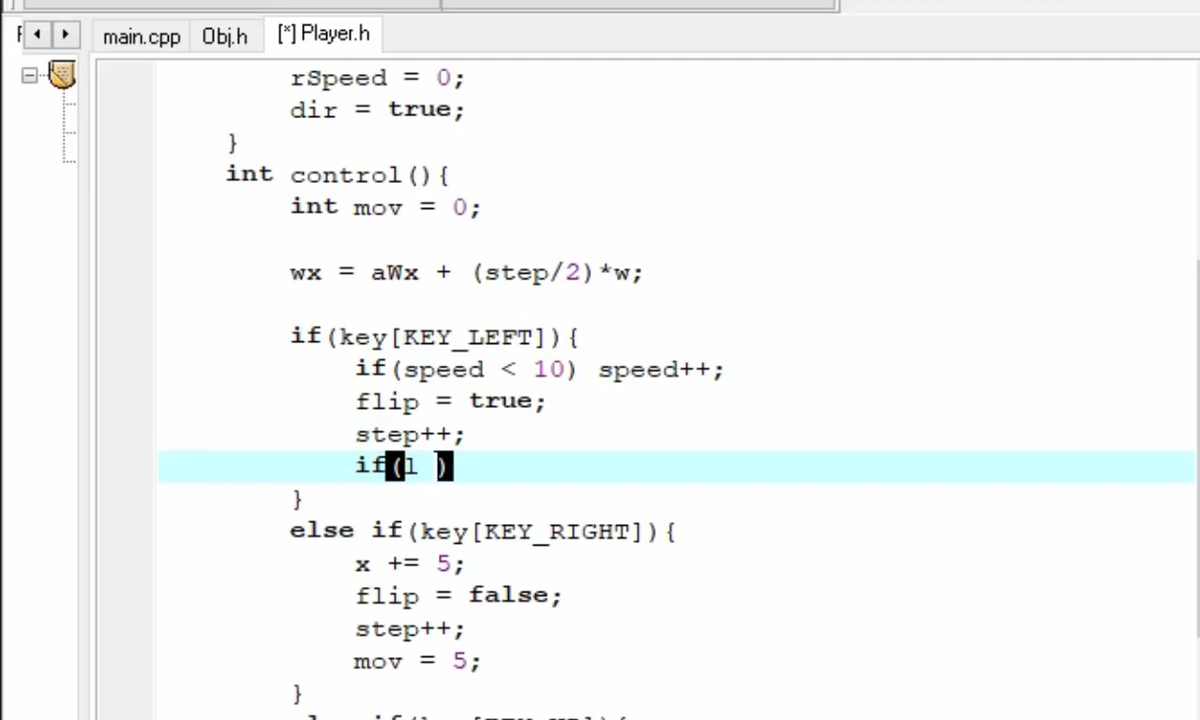 main.cpp Obj.h [*] Player.h
rSpeed = 0;
dir = true;
}
int control(){
int mov = 0;
wx = aWx + (step/2)*w;
if(key[KEY_LEFT]){
if(speed < 10) speed++;
flip = true;
step++;
if(l )
}
else if(key[KEY_RIGHT]){
x += 5;
flip = false;
step++;
mov = 5;
}